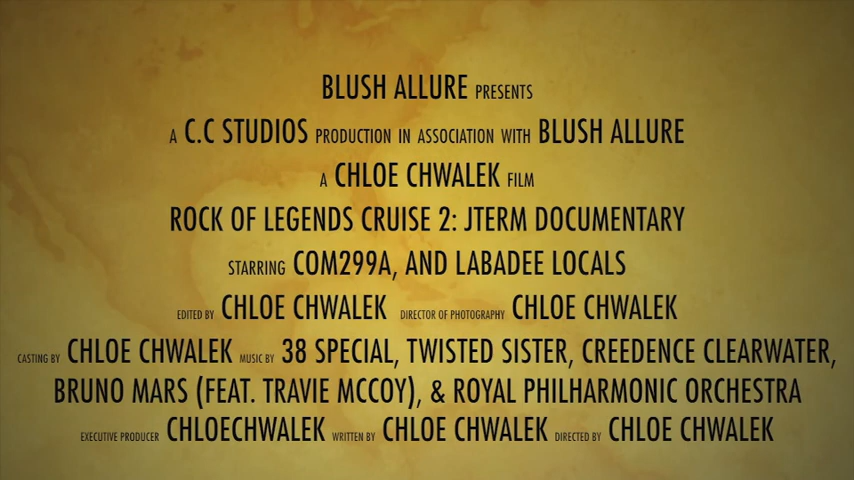 BLUSH ALLURE PRESENTS
A C.C STUDIOS PRODUCTION IN ASSOCIATION WITH BLUSH ALLURE
A CHLOE CHWALEK FILM
ROCK OF LEGENDS CRUISE 2: JTERM DOCUMENTARY
STARRING COM299A, AND LABADEE LOCALS
EDITED BY CHLOE CHWALEK DIRECTOR OF PHOTOGRAPHY CHLOE CHWALEK
CASTING BY CHLOE CHWALEK MUSIC BY 38 SPECIAL, TWISTED SISTER, CREEDENCE CLEARWATER,
BRUNO MARS (FEAT. TRAVIE MCCOY), & ROYAL PHILHARMONIC ORCHESTRA
EXECUTIVE PRODUCER CHLOECHWALEK WRITTEN BY CHLOE CHWALEK DIRECTED BY CHLOE CHWALEK